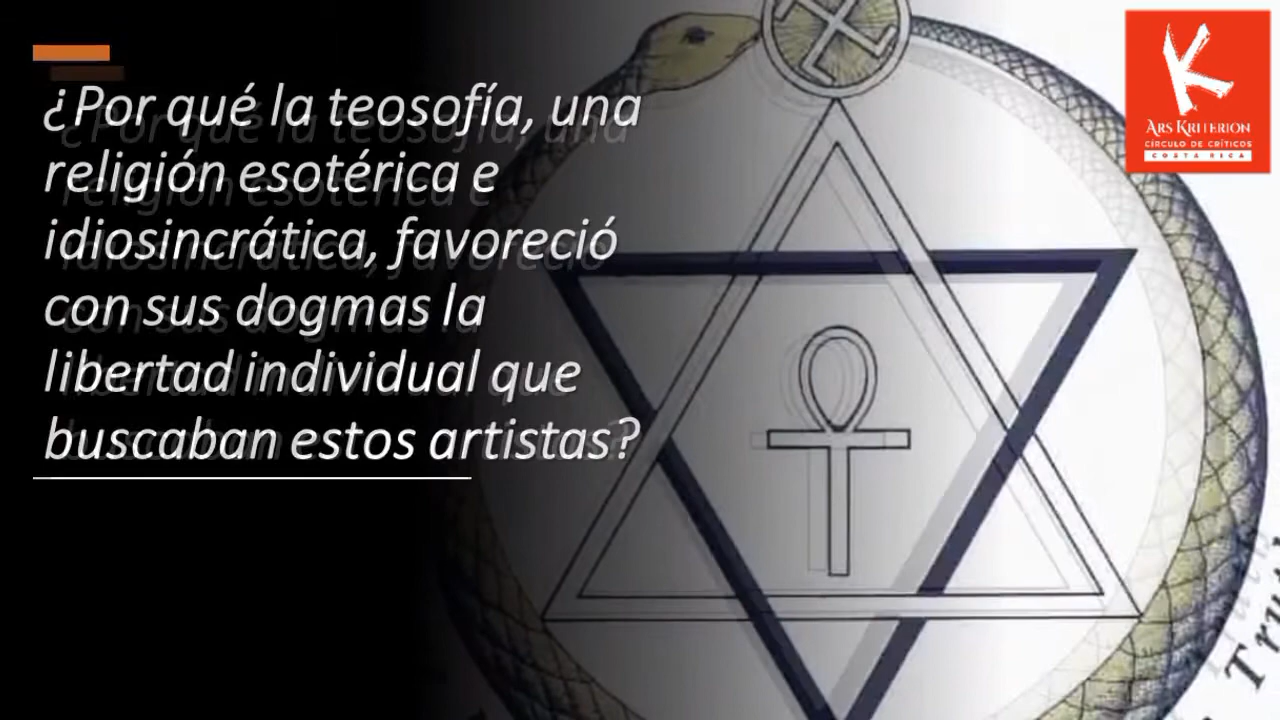 ¿Por qué la teosofía, una
religión esotérica e
idiosincrática, favoreció
con sus dogmas la
libertad individual que
buscaban estos artistas?
K
ARS KRITERION
CÍRCULO DE CRÍTICOS
COSTA RICA